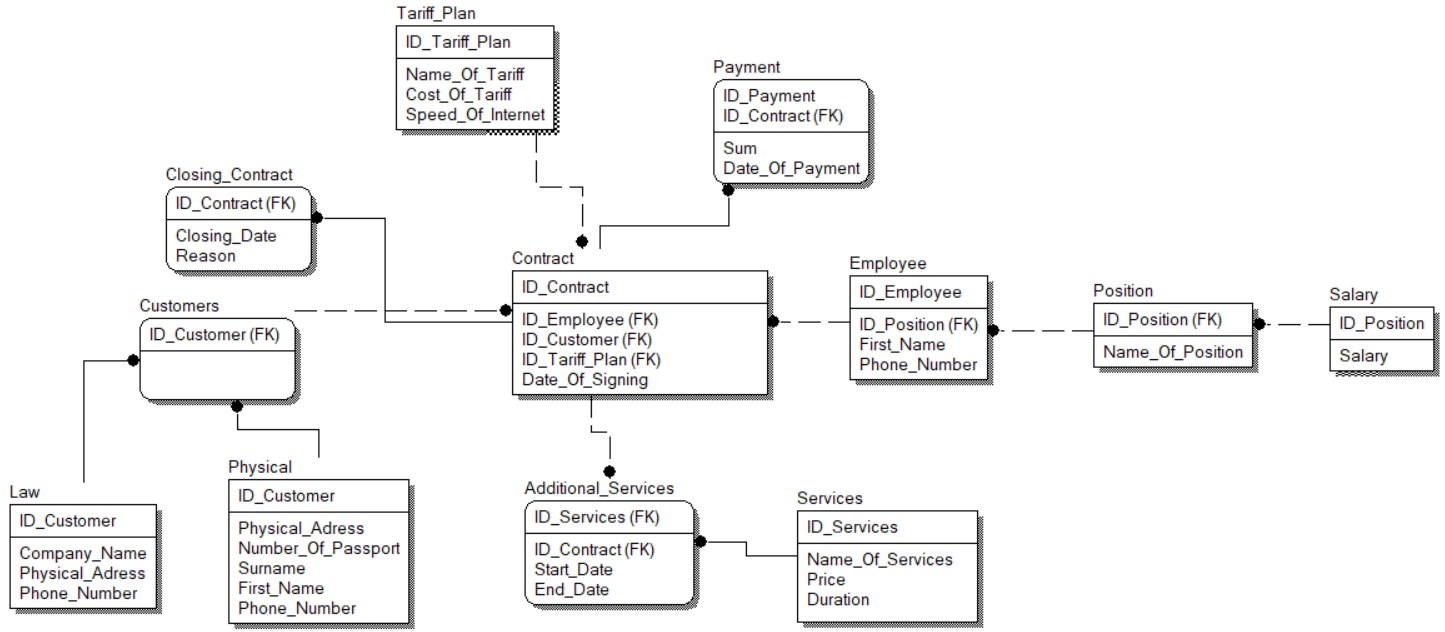 Tariff_Plan
ID_Tariff_Plan
Name_Of_Tariff
Cost_Of_Tariff
Speed_Of_Internet
Payment
ID_Payment
ID_Contract (FK)
Sum
Date_Of_Payment
Closing_Contract
ID_Contract (FK)
Closing_Date
Reason
Contract
ID_Contract
ID_Employee (FK)
ID_Customer (FK)
ID_Tariff_Plan (FK)
Date_Of_Signing
Employee
ID_Employee
ID_Position (FK)
First_Name
Phone_Number
Position
ID_Position (FK)
Name_Of_Position
Salary
ID_Position
Salary
Customers
ID_Customer (FK)
Law
ID_Customer
Company_Name
Physical_Adress
Phone_Number
Physical
ID_Customer
Physical_Adress
Number_Of_Passport
Surname
First_Name
Phone_Number
Additional_Services
ID_Services (FK)
ID_Contract (FK)
Start_Date
End_Date
Services
ID_Services
Name_Of_Services
Price
Duration